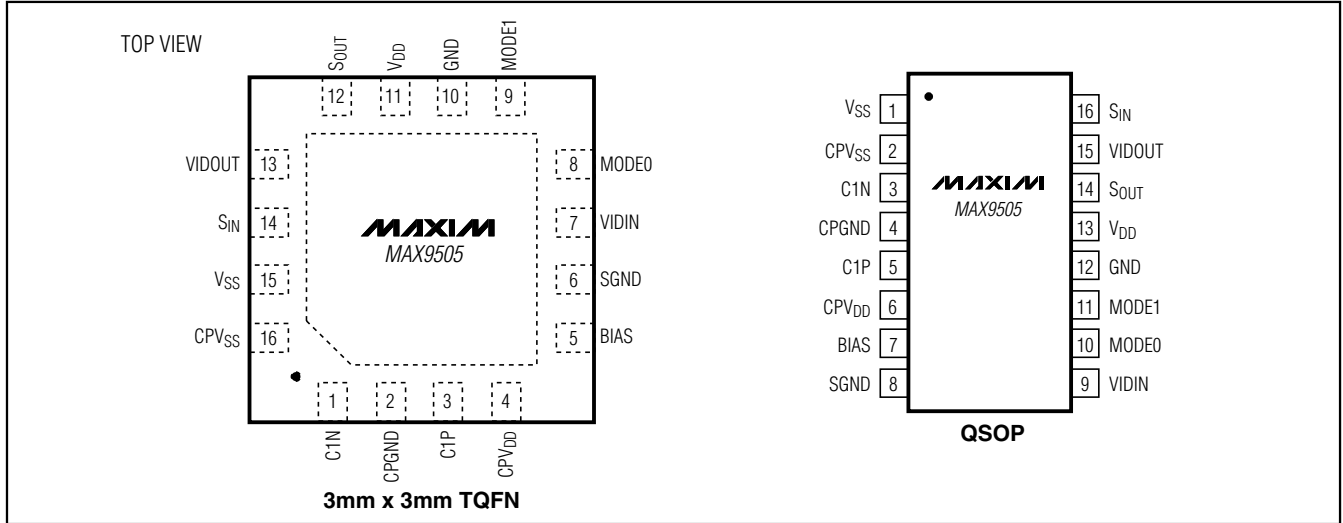 TOP VIEW
SOUT
VDD
GND
MODE1
12
11
10
9
VIDOUT 13
8 MODE0
SIN 14
7 VIDIN
VSS 15
6 SGND
CPVSS 16
5 BIAS
MAXIM
MAX9505
1
2
3
4
C1N
CPGND
C1P
CPVDD
3mm x 3mm TQFN
VSS 1
16 SIN
CPVSS 2
15 VIDOUT
C1N 3
14 SOUT
CPGND 4
13 VDD
C1P 5
12 GND
CPVDD 6
11 MODE1
BIAS 7
10 MODE0
SGND 8
9 VIDIN
MAXIM
MAX9505
QSOP